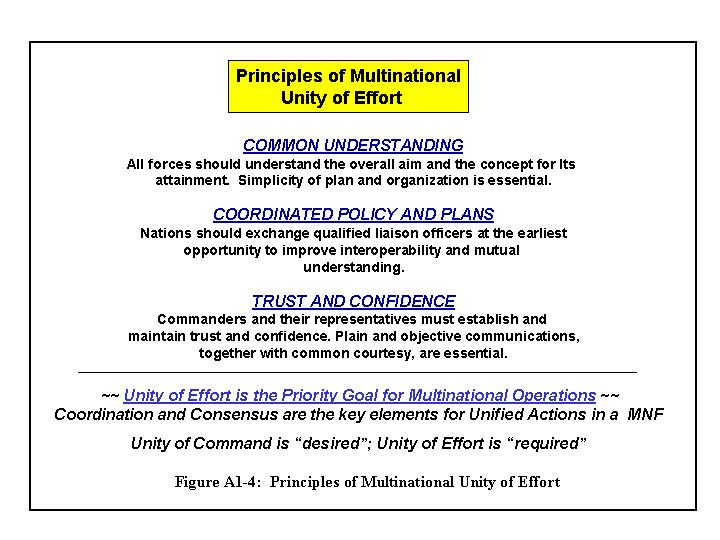 Principles of Multinational
Unity of Effort
COMMON UNDERSTANDING
All forces should understand the overall aim and the concept for Its
attainment. Simplicity of plan and organization is essential.
COORDINATED POLICY AND PLANS
Nations should exchange qualified liaison officers at the earliest
opportunity to improve interoperability and mutual
understanding.
TRUST AND CONFIDENCE
Commanders and their representatives must establish and
maintain trust and confidence. Plain and objective communications,
together with common courtesy, are essential.
~~ Unity of Effort is the Priority Goal for Multinational Operations ~~
Coordination and Consensus are the key elements for Unified Actions in a MNF
Unity of Command is “desired”; Unity of Effort is “required”
Figure A1-4: Principles of Multinational Unity of Effort